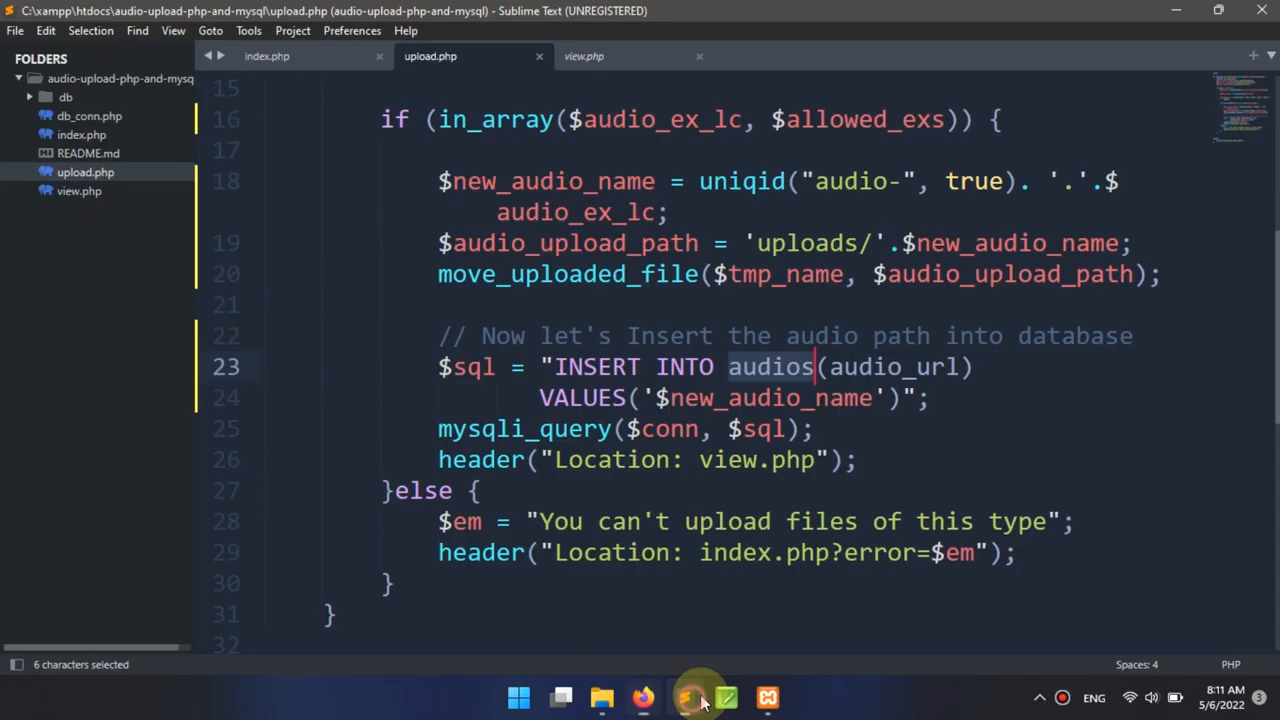 C:\xampp\htdocs\audio-upload-php-and-mysql\upload.php (audio-upload-php-and-mysql) - Sublime Text (UNREGISTERED)
File Edit Selection Find View Goto Tools Project Preferences Help
FOLDERS
audio-upload-php-and-mysq
db
db_conn.php
index.php
README.md
upload.php
view.php
index.php upload.php view.php
15
16 if (in_array($audio_ex_lc, $allowed_exs)) {
17
18 $new_audio_name = uniqid("audio-", true). '.'.$
audio_ex_lc;
19 $audio_upload_path = 'uploads/'.$new_audio_name;
20 move_uploaded_file($tmp_name, $audio_upload_path);
21
22 // Now let's Insert the audio path into database
23 $sql = "INSERT INTO audios(audio_url)
24 VALUES('$new_audio_name')";
25 mysqli_query($conn, $sql);
26 header("Location: view.php");
27 }else {
28 $em = "You can't upload files of this type";
29 header("Location: index.php?error=$em");
30 }
31 }
32
6 characters selected Spaces: 4 PHP
ENG
8:11 AM
5/6/2022
3